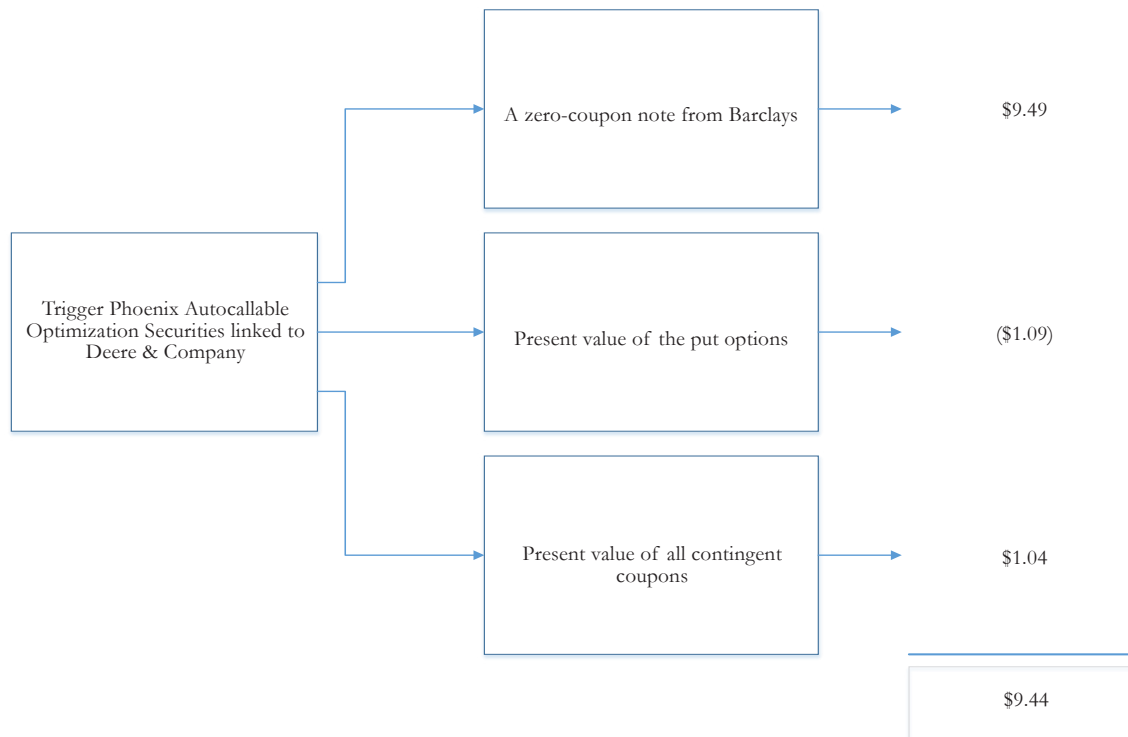 A zero-coupon note from Barclays
$9.49
Trigger Phoenix Autocallable
Optimization Securities linked to
Deere & Company
Present value of the put options
($1.09)
Present value of all contingent
coupons
$1.04
$9.44